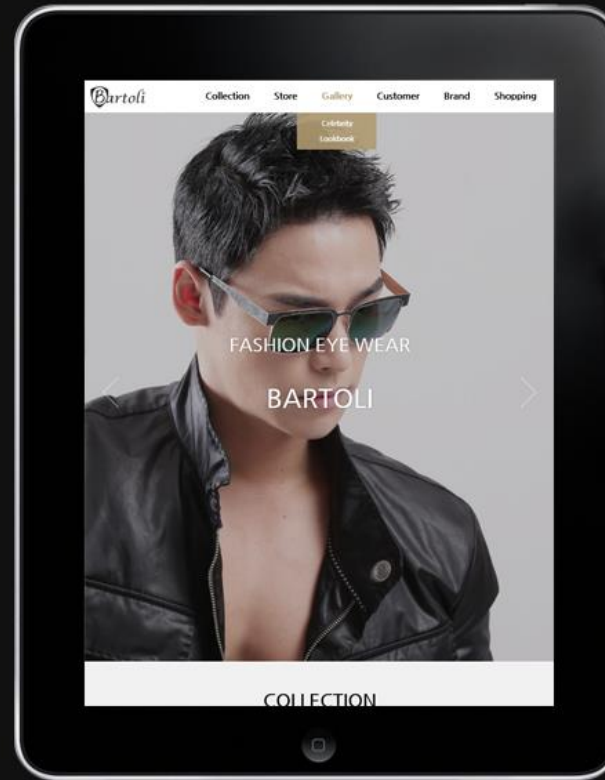 Bartoli
Collection Store Gallery Customer Brand Shopping
Celebrity
Lookbook
FASHION EYE WEAR
BARTOLI
COLLECTION